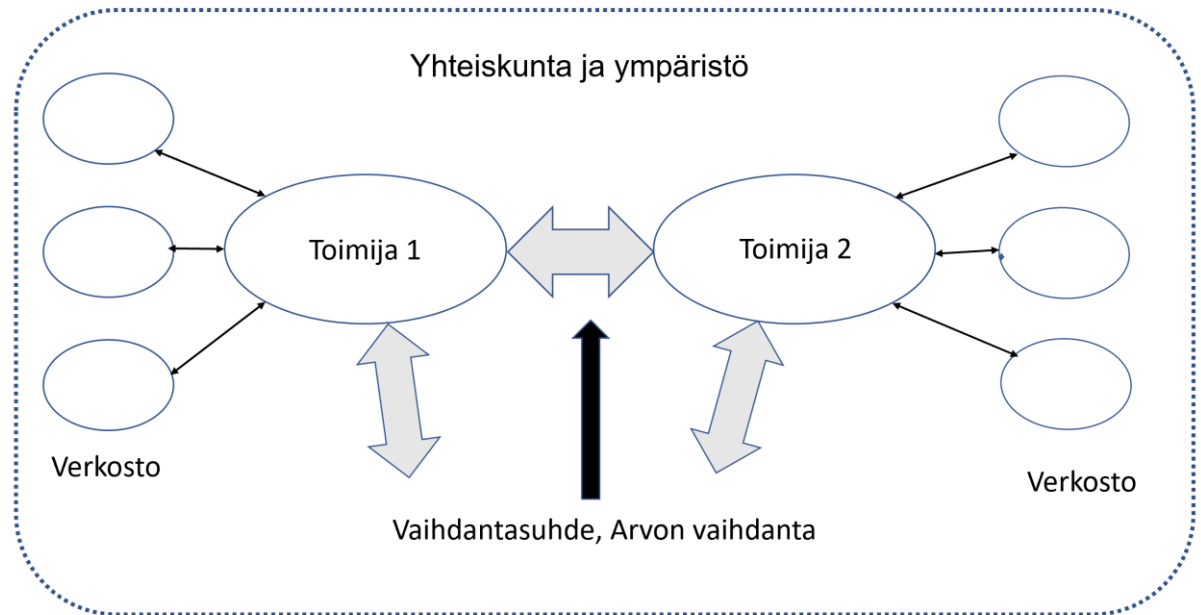 Yhteiskunta ja ympäristö
Toimija 1
Toimija 2
Verkosto
Verkosto
Vaihdantasuhde, Arvon vaihdanta